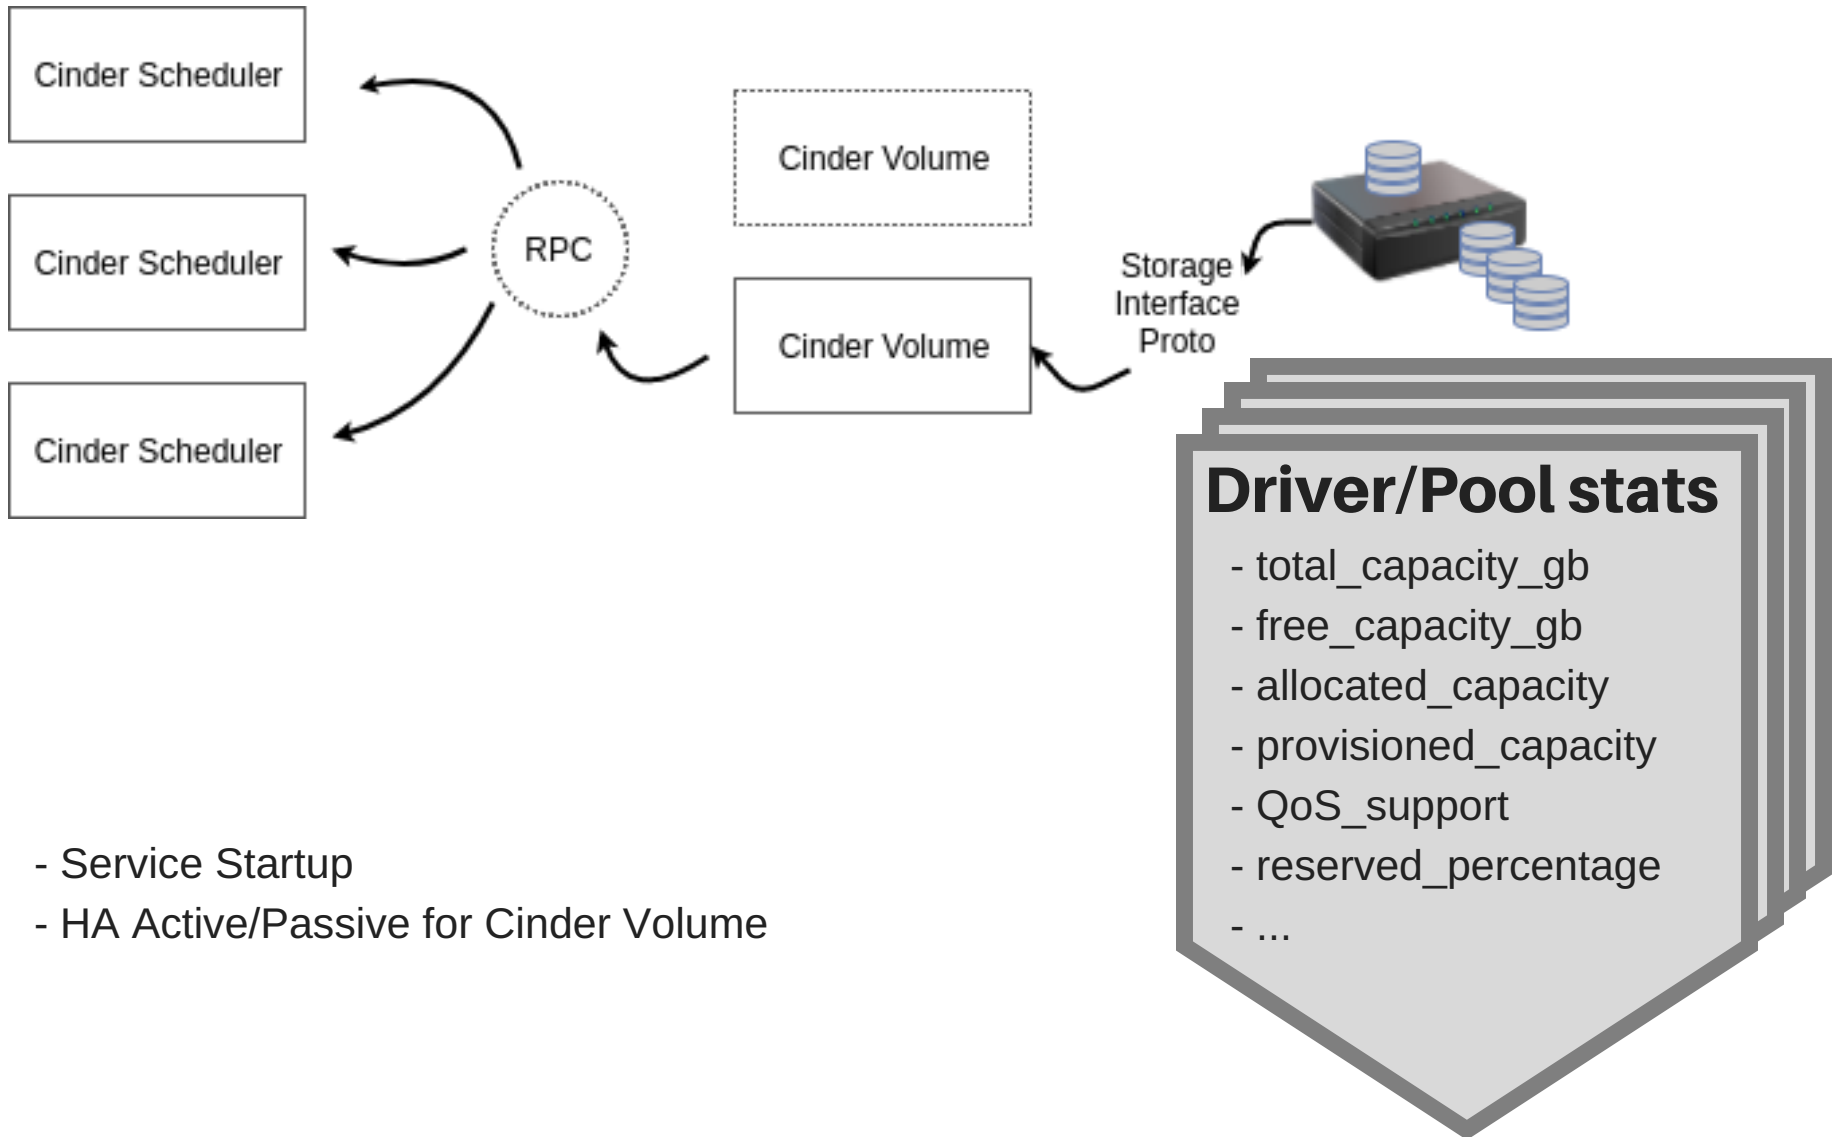 Cinder Scheduler
Cinder Scheduler
Cinder Scheduler
RPC
Cinder Volume
Cinder Volume
Storage
Interface
Proto
Driver/Pool stats
- total_capacity_gb
- free_capacity_gb
- allocated_capacity
- provisioned_capacity
- QoS_support
- reserved_percentage
- ...
- Service Startup
- HA Active/Passive for Cinder Volume